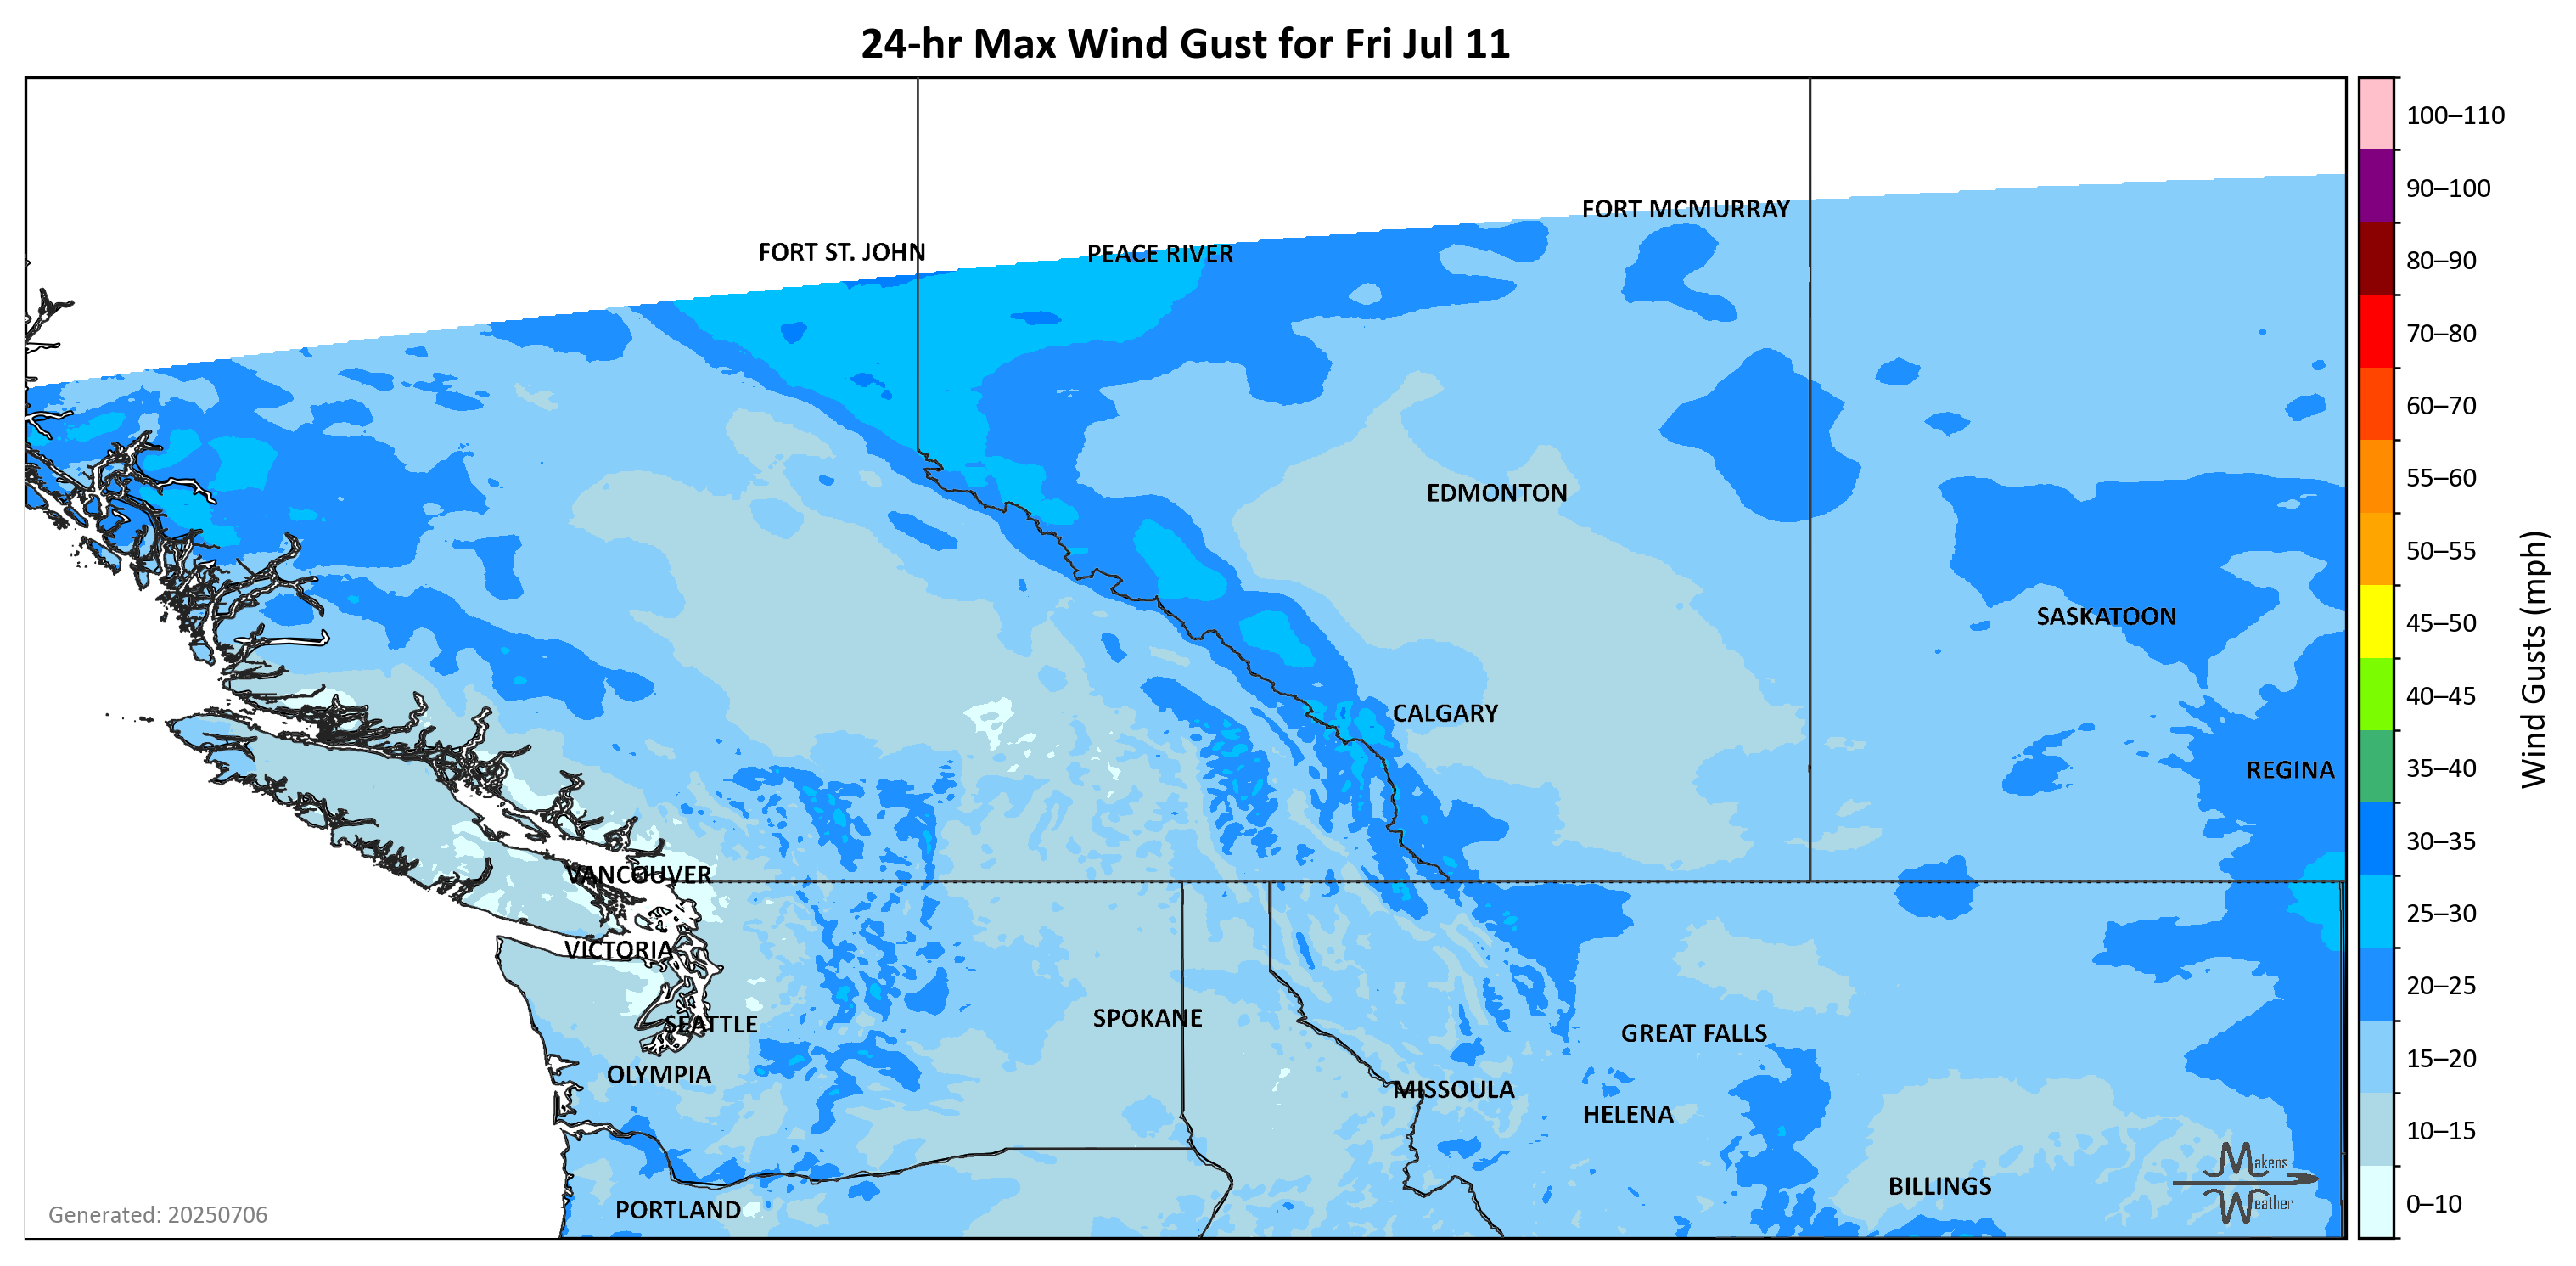 24-hr Max Wind Gust for Fri Jul 11
100–110
90–100
80–90
70–80
60–70
55–60
50–55
45–50
40–45
35–40
30–35
25–30
20–25
15–20
10–15
0–10
Wind Gusts (mph)
FORT MCMURRAY
FORT ST. JOHN
PEACE RIVER
EDMONTON
SASKATOON
CALGARY
REGINA
VANCOUVER
VICTORIA
SPOKANE
SEATTLE
GREAT FALLS
OLYMPIA
MISSOULA
HELENA
BILLINGS
PORTLAND
Makens
Weather
Generated: 20250706